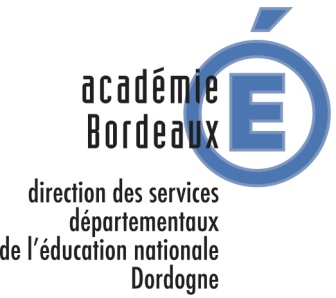 académie
Bordeaux
É
direction des services
départementaux
de l'éducation nationale
Dordogne